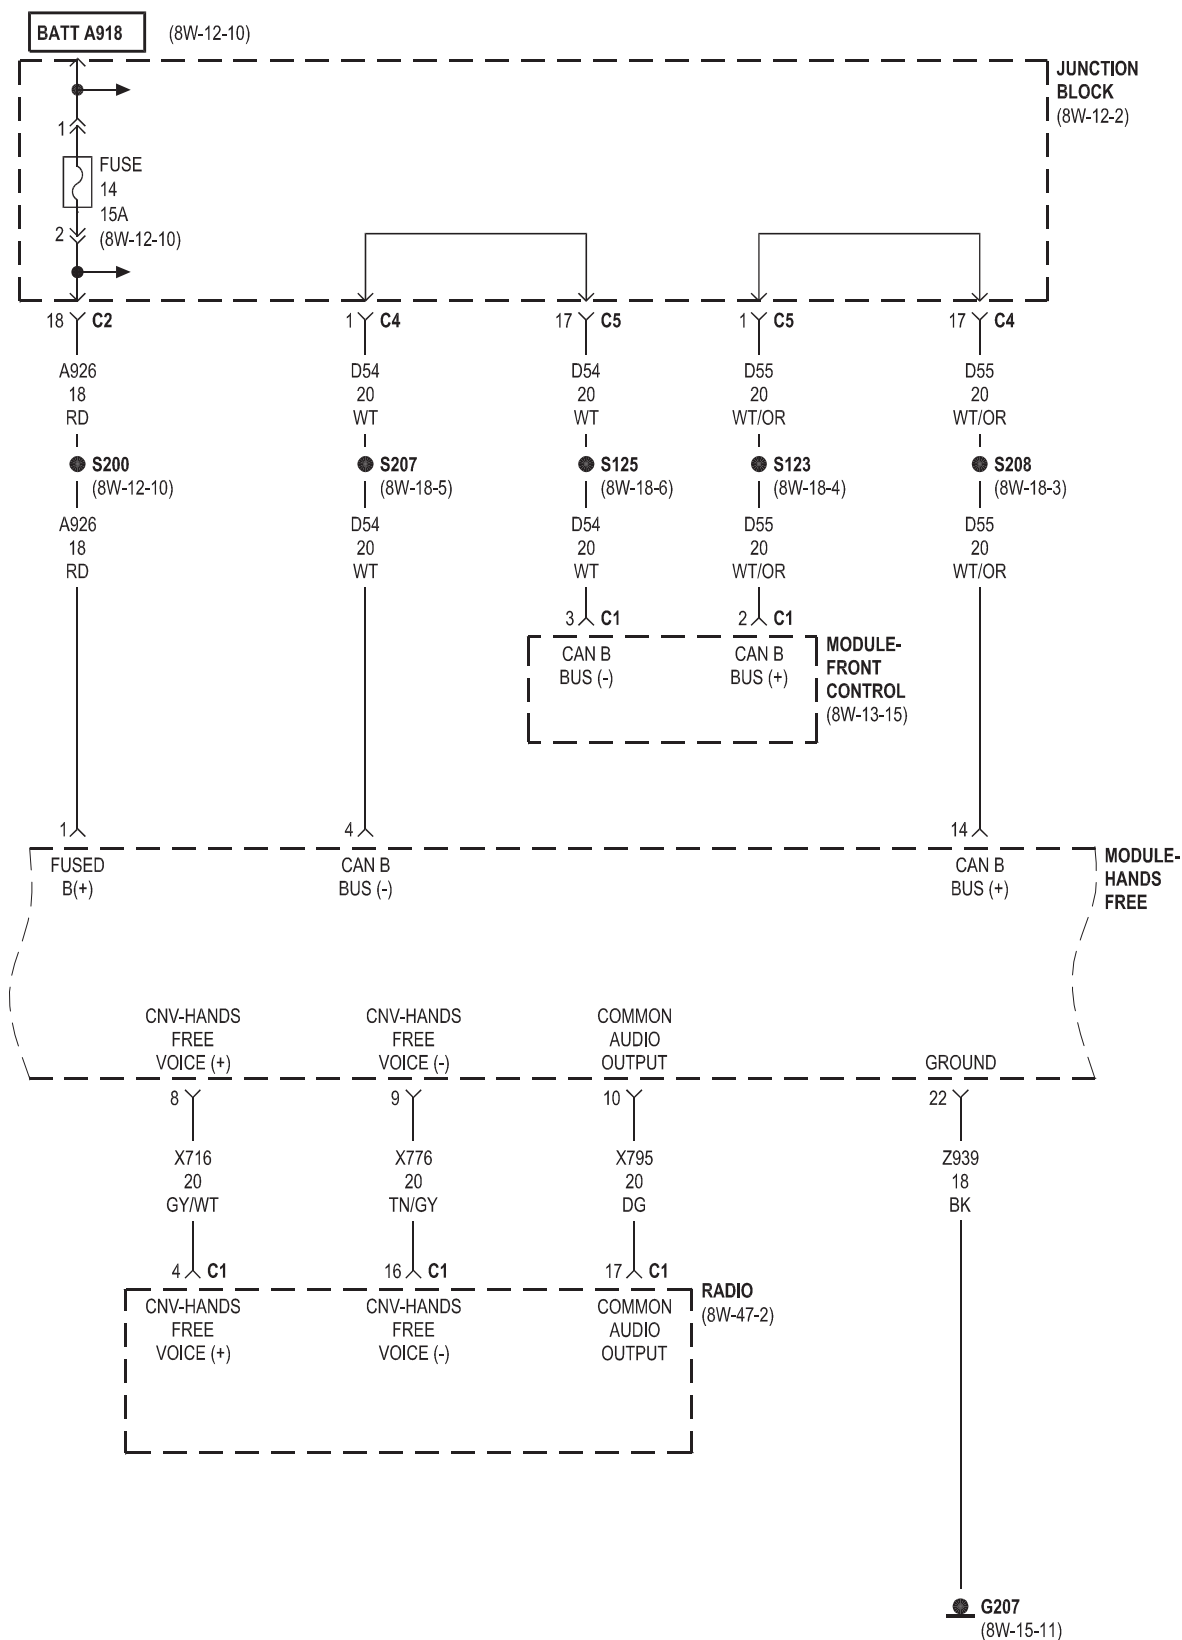 BATT A918 (8W-12-10)
JUNCTION
BLOCK
(8W-12-2)
1
FUSE
14
15A
2 (8W-12-10)
18 C2 1 C4 17 C5 1 C5 17 C4
A926 D54 D54 D55 D55
18 20 20 20 20
RD WT WT WT/OR WT/OR
S200 S207 S125 S123 S208
(8W-12-10) (8W-18-5) (8W-18-6) (8W-18-4) (8W-18-3)
A926 D54 D54 D55 D55
18 20 20 20 20
RD WT WT WT/OR WT/OR
3 C1 2 C1
CAN B CAN B
BUS (-) BUS (+)
MODULE-
FRONT
CONTROL
(8W-13-15)
1 4 14
FUSED CAN B CAN B
B(+) BUS (-) BUS (+)
MODULE-
HANDS
FREE
CNV-HANDS CNV-HANDS COMMON
FREE FREE AUDIO
VOICE (+) VOICE (-) OUTPUT GROUND
8 9 10 22
X716 X776 X795 Z939
20 20 20 18
GY/WT TN/GY DG BK
4 C1 16 C1 17 C1
RADIO
(8W-47-2)
CNV-HANDS CNV-HANDS COMMON
FREE FREE AUDIO
VOICE (+) VOICE (-) OUTPUT
G207
(8W-15-11)